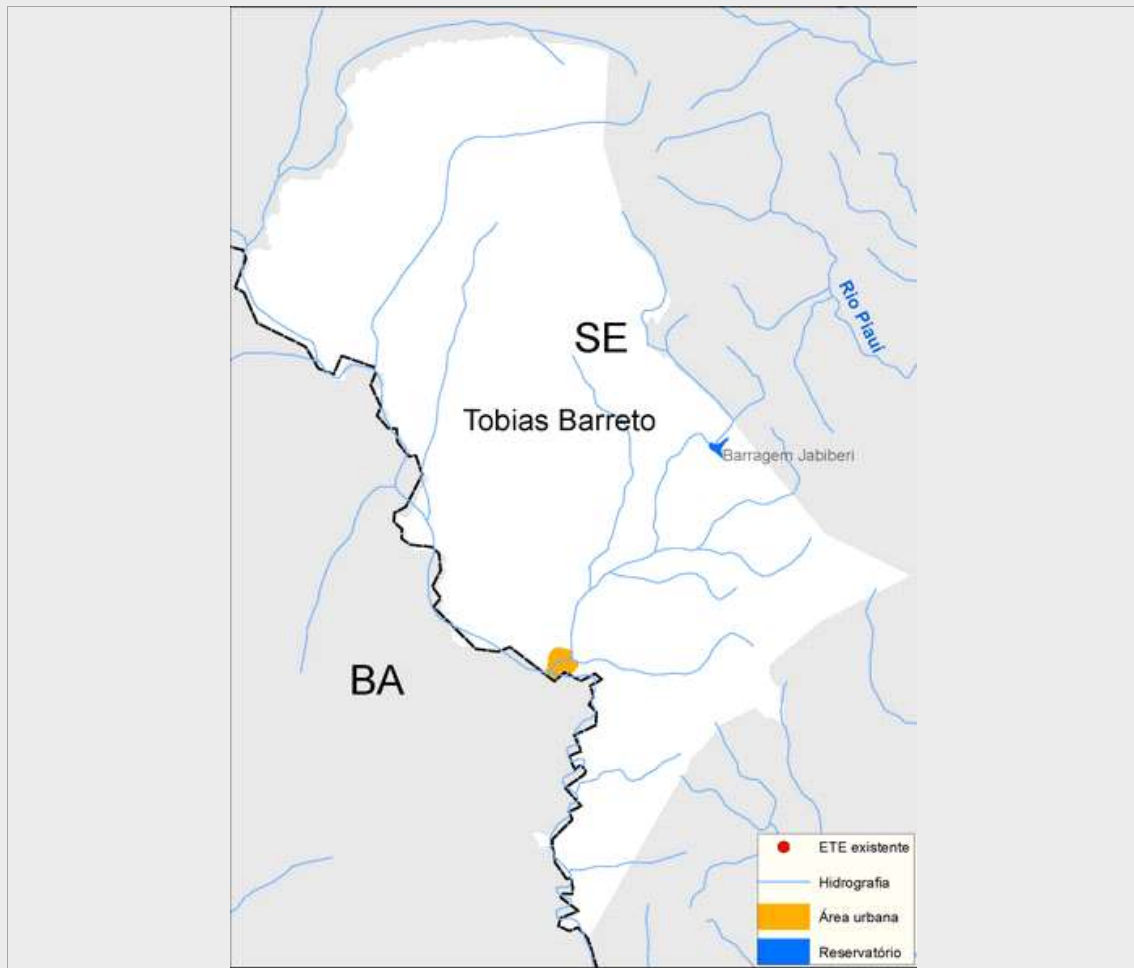 Rio Piauí
SE
Tobias Barreto
Barragem Jabiberi
BA
ETE existente
Hidrografia
Área urbana
Reservatório